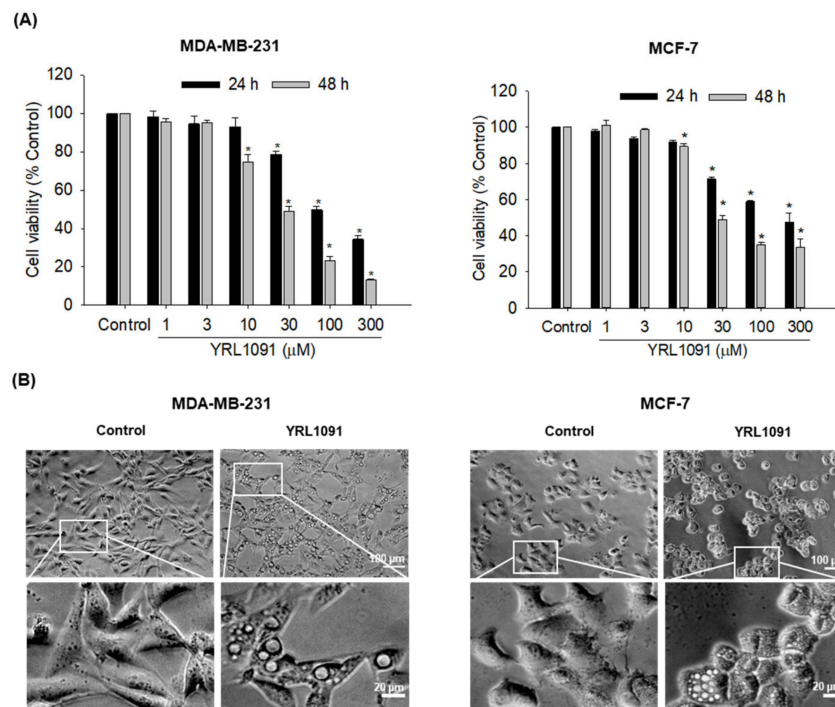 (A)
MDA-MB-231
24 h 48 h
Cell viability (% Control)
120
100
80
60
40
20
0
* * * * * * *
Control 1 3 10 30 100 300
YRL1091 (μM)
MCF-7
24 h 48 h
Cell viability (% Control)
120
100
80
60
40
20
0
* * * * * * *
Control 1 3 10 30 100 300
YRL1091 (μM)
(B)
MDA-MB-231
Control YRL1091
100 μm
20 μm
MCF-7
Control YRL1091
100 μm
20 μm